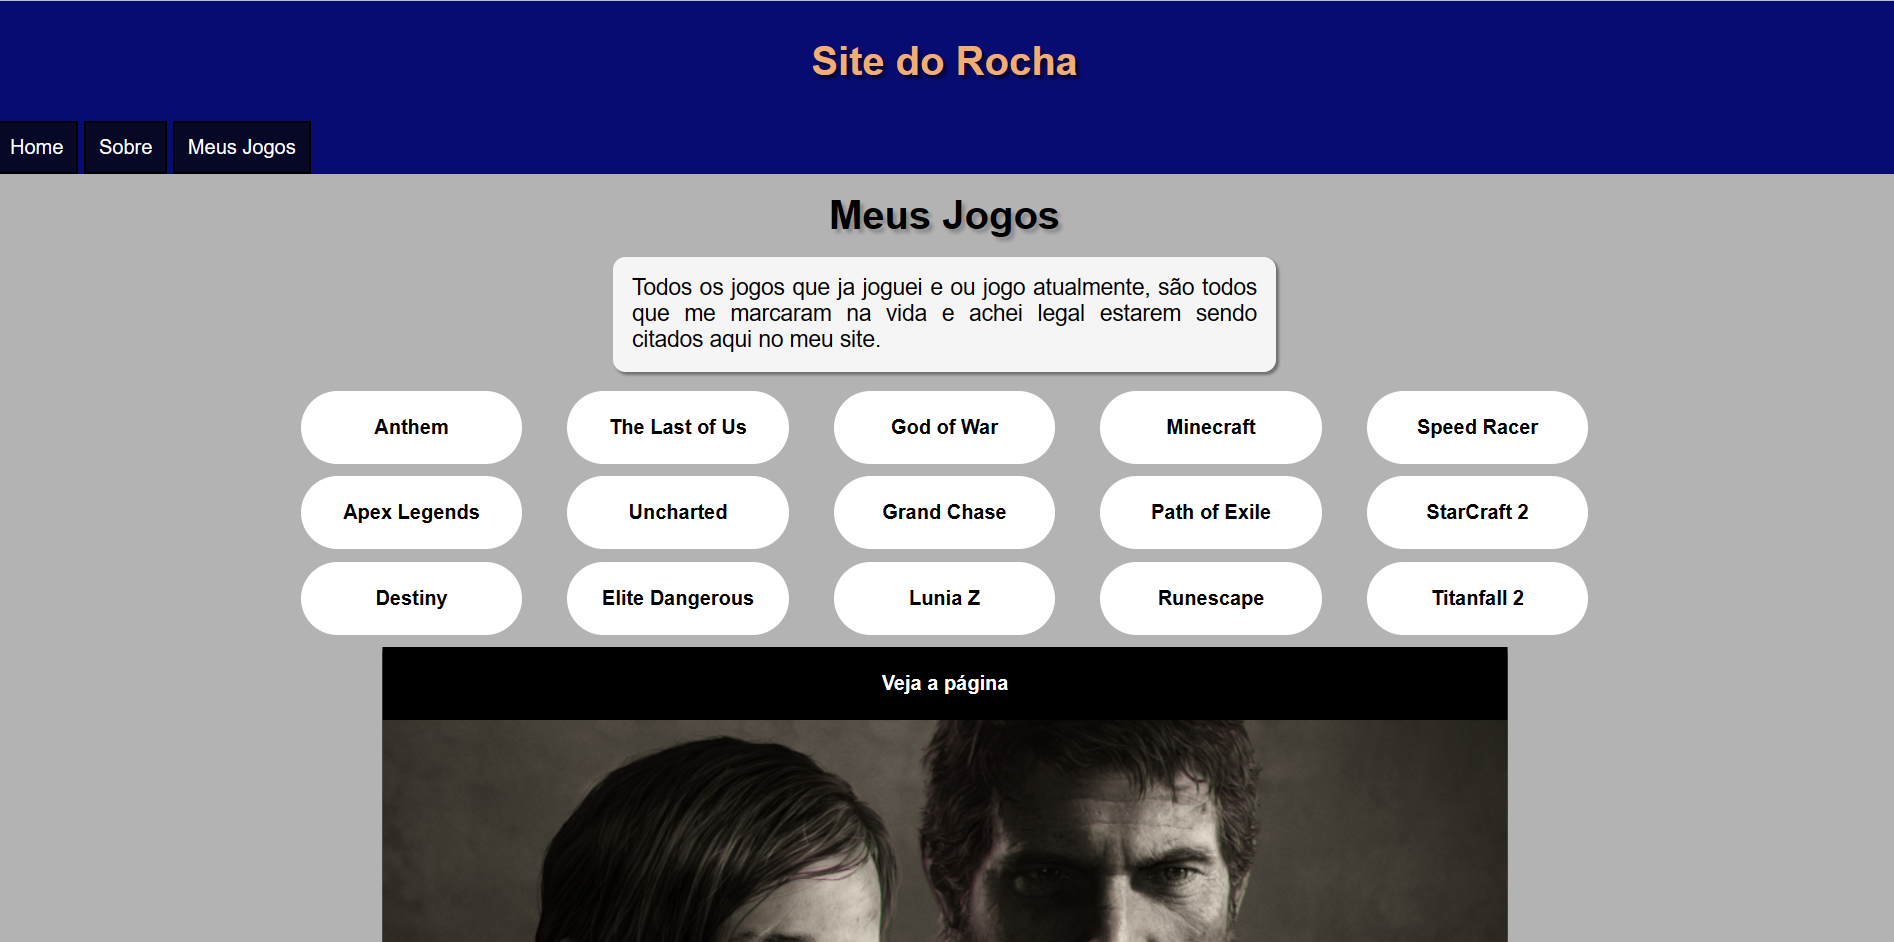 Site do Rocha
Home Sobre Meus Jogos
Meus Jogos
Todos os jogos que ja joguei e ou jogo atualmente, são todos
que me marcaram na vida e achei legal estarem sendo
citados aqui no meu site.
Anthem The Last of Us God of War Minecraft Speed Racer
Apex Legends Uncharted Grand Chase Path of Exile StarCraft 2
Destiny Elite Dangerous Lunia Z Runescape Titanfall 2
Veja a página